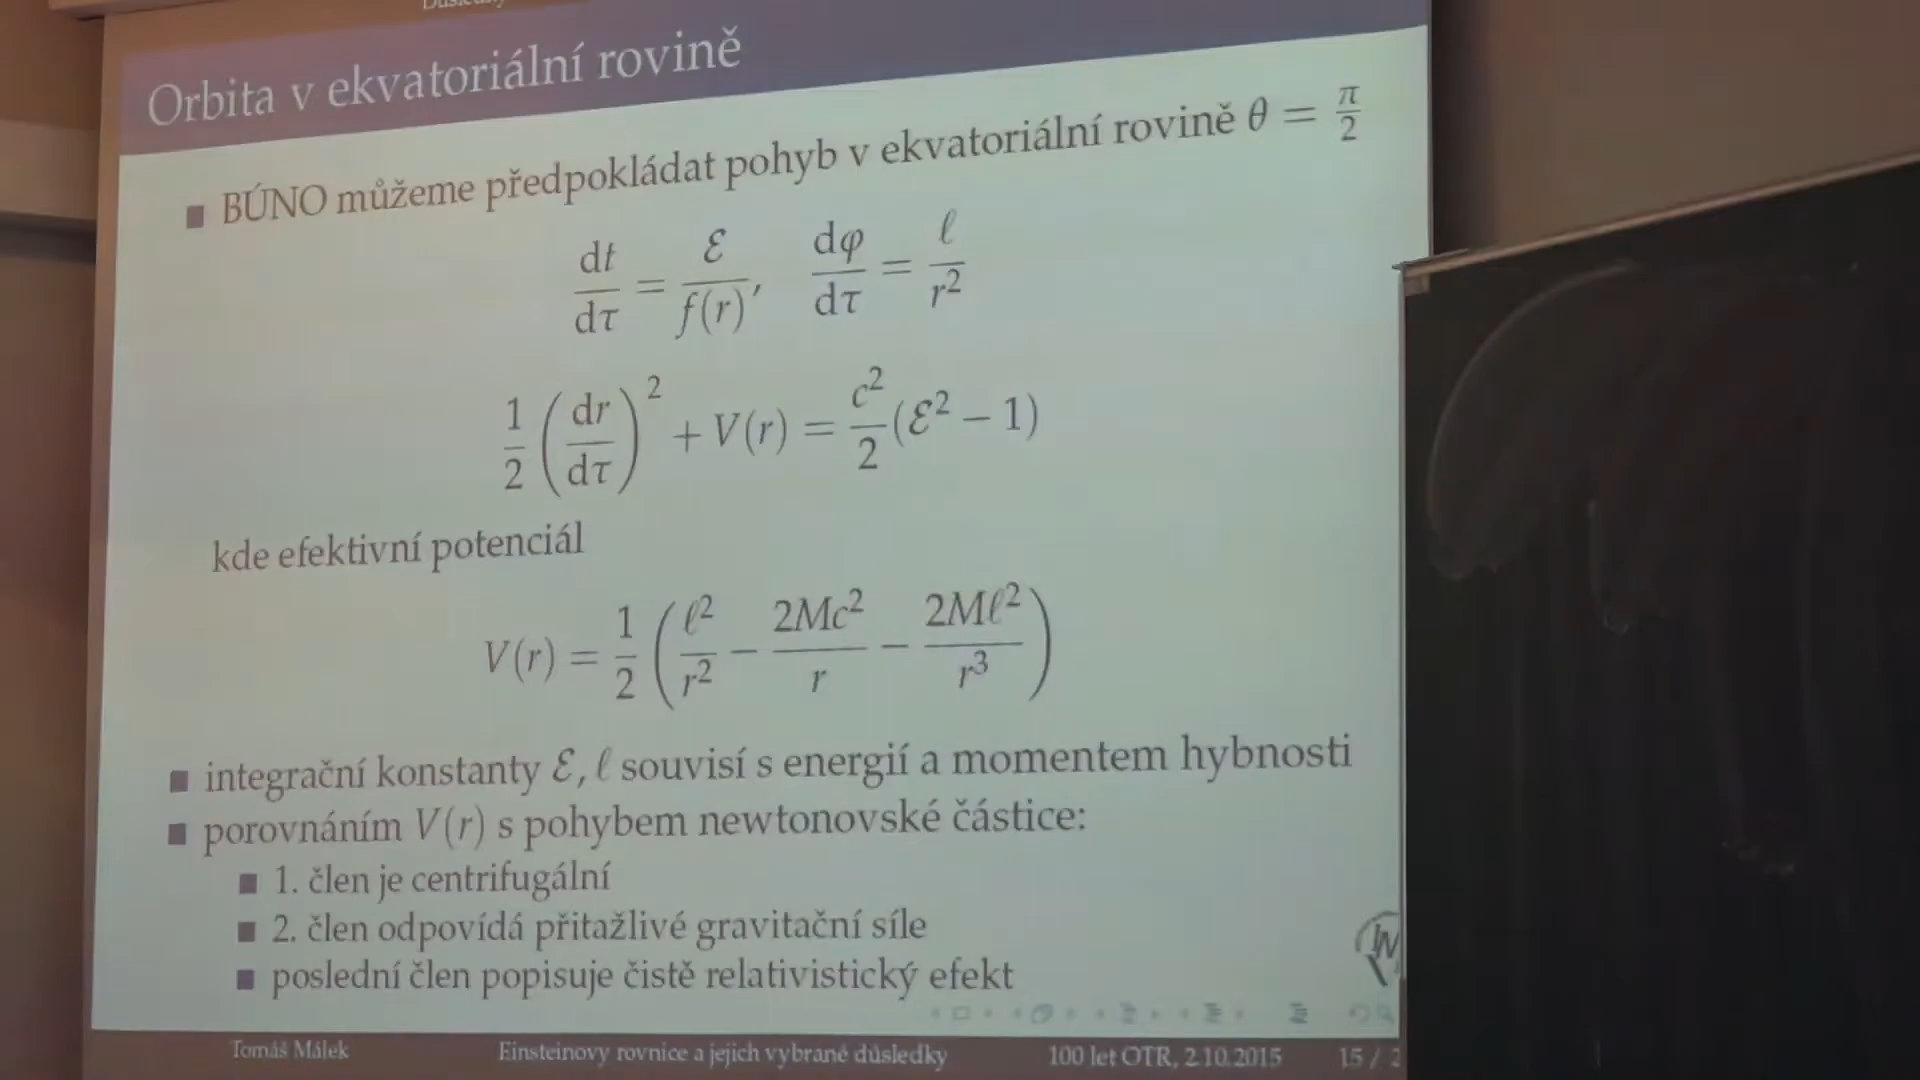 Orbita v ekvatoriální rovině
BÚNO můžeme předpokládat pohyb v ekvatoriální rovině θ = π/2
dt/dτ = ℰ/f(r), dφ/dτ = ℓ/r²
1/2 (dr/dτ)² + V(r) = c²/2 (ℰ² − 1)
kde efektivní potenciál
V(r) = 1/2 (ℓ²/r² − 2Mc²/r − 2Mℓ²/r³)
integrační konstanty ℰ, ℓ souvisí s energií a momentem hybnosti
porovnáním V(r) s pohybem newtonovské částice:
1. člen je centrifugální
2. člen odpovídá přitažlivé gravitační síle
poslední člen popisuje čistě relativistický efekt
Tomáš Málek Einsteinovy rovnice a jejich vybrané důsledky 100 let OTR, 2.10.2015 15 /